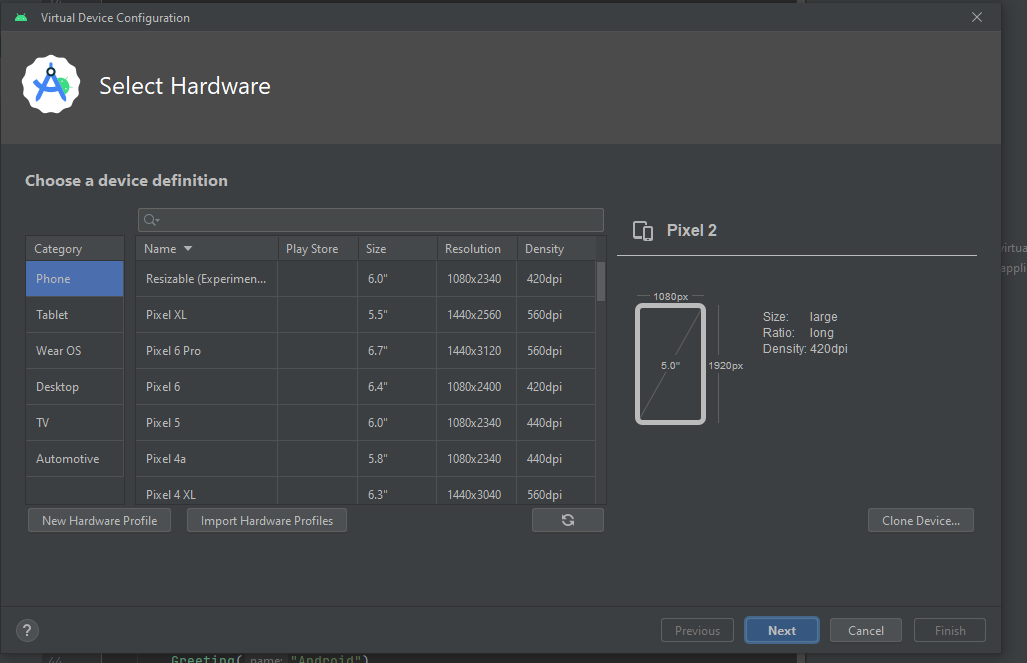 Virtual Device Configuration
Select Hardware
Choose a device definition
Pixel 2
Category
Phone
Tablet
Wear OS
Desktop
TV
Automotive
Name Play Store Size Resolution Density
Resizable (Experimen... 6.0" 1080x2340 420dpi
Pixel XL 5.5" 1440x2560 560dpi
Pixel 6 Pro 6.7" 1440x3120 560dpi
Pixel 6 6.4" 1080x2400 420dpi
Pixel 5 6.0" 1080x2340 440dpi
Pixel 4a 5.8" 1080x2340 440dpi
Pixel 4 XL 6.3" 1440x3040 560dpi
1080px
5.0"
1920px
Size: large
Ratio: long
Density: 420dpi
New Hardware Profile Import Hardware Profiles Clone Device...
? Previous Next Cancel Finish
Greeting( name: "Android")